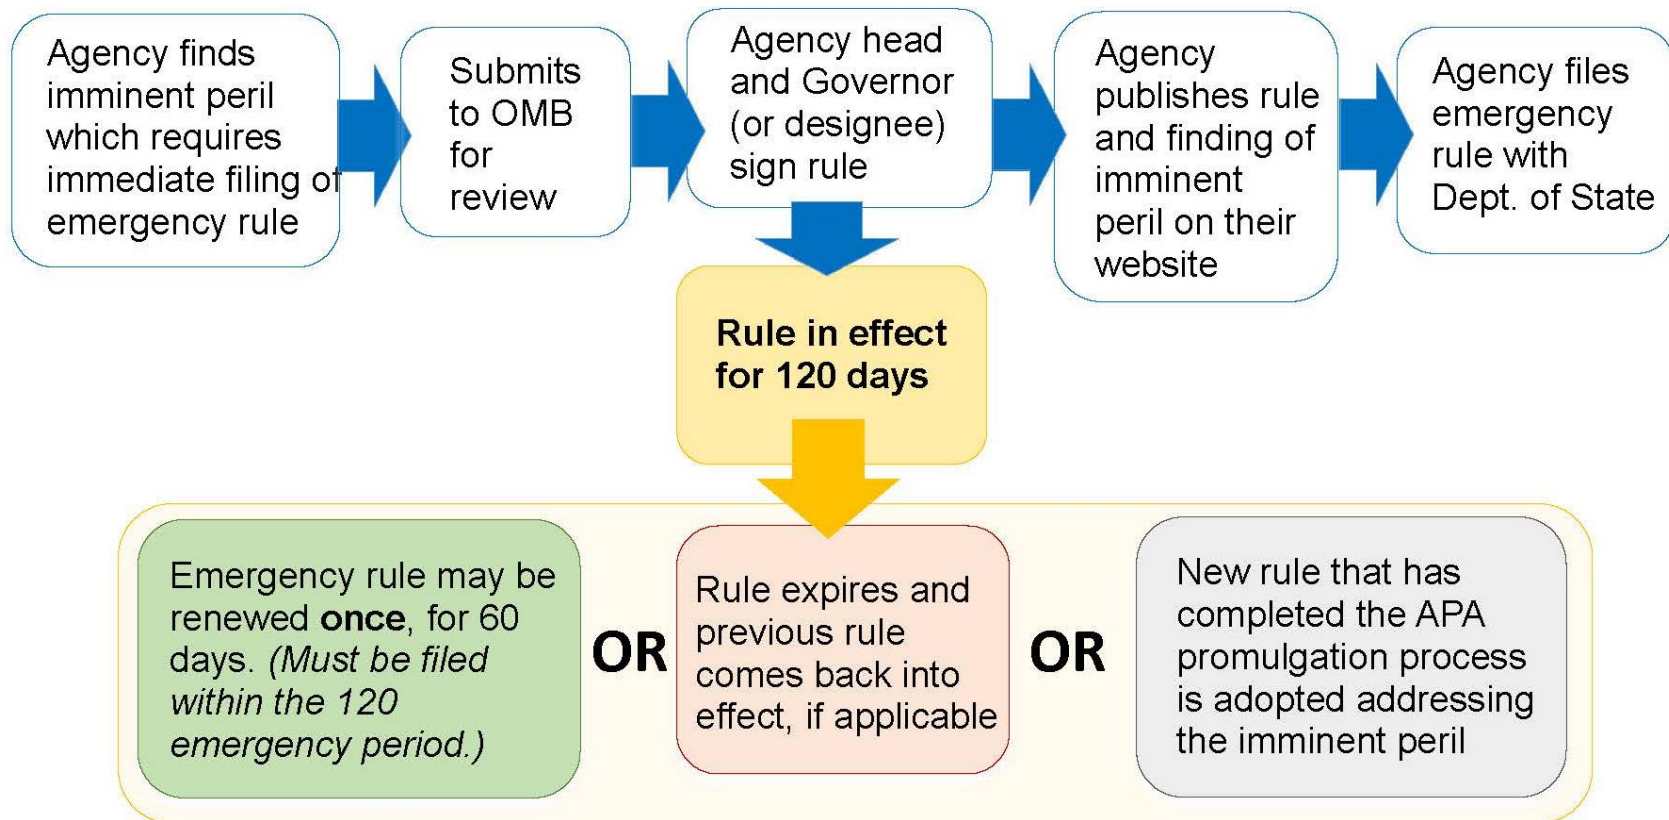 Agency finds
imminent peril
which requires
immediate filing of
emergency rule
Submits
to OMB
for
review
Agency head
and Governor
(or designee)
sign rule
Agency
publishes rule
and finding of
imminent
peril on their
website
Agency files
emergency
rule with
Dept. of State
Rule in effect
for 120 days
Emergency rule may be
renewed once, for 60
days. (Must be filed
within the 120
emergency period.)
OR
Rule expires and
previous rule
comes back into
effect, if applicable
OR
New rule that has
completed the APA
promulgation process
is adopted addressing
the imminent peril